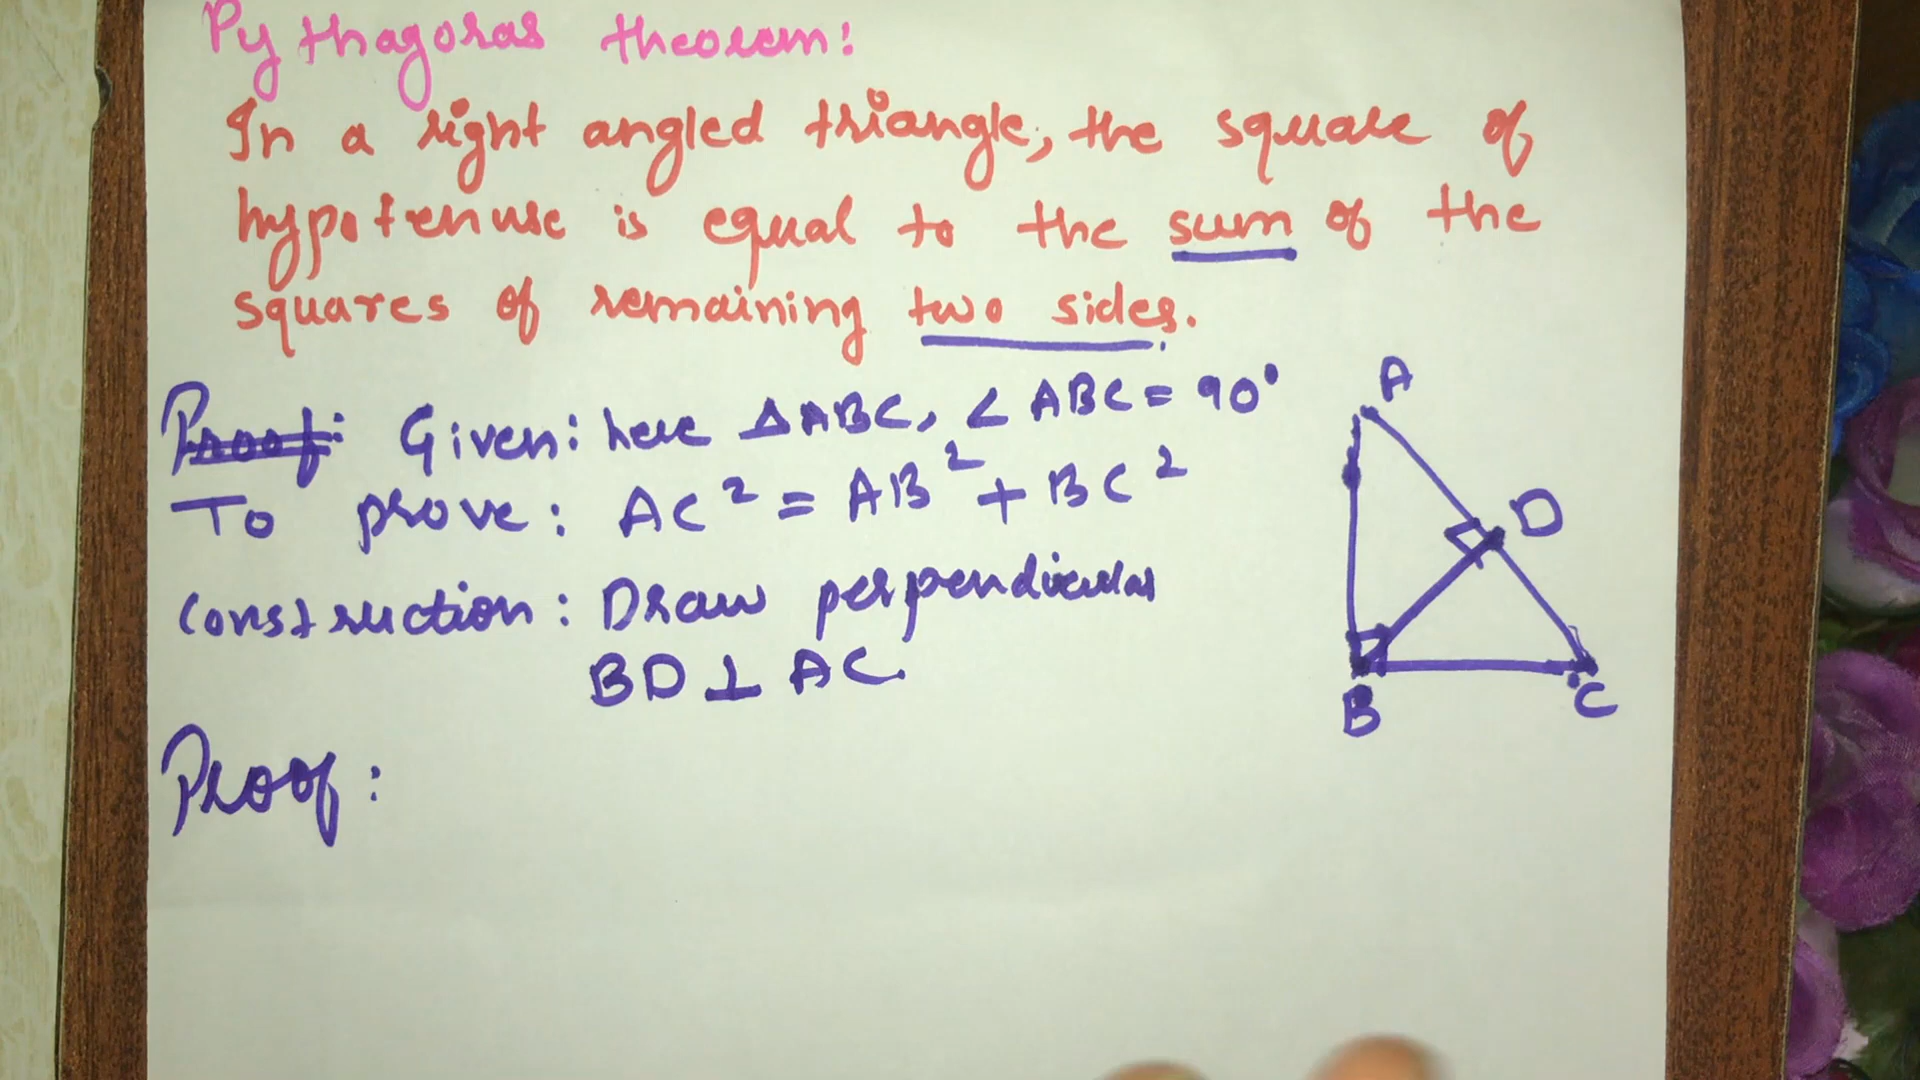 Pythagoras theorem:
In a right angled triangle, the square of
hypotenuse is equal to the sum of the
squares of remaining two sides.
Proof: Given: here ΔABC, ∠ABC = 90°
To prove: AC² = AB² + BC²
Construction: Draw perpendicular
BD⊥AC.
Proof:
A
D
B
C